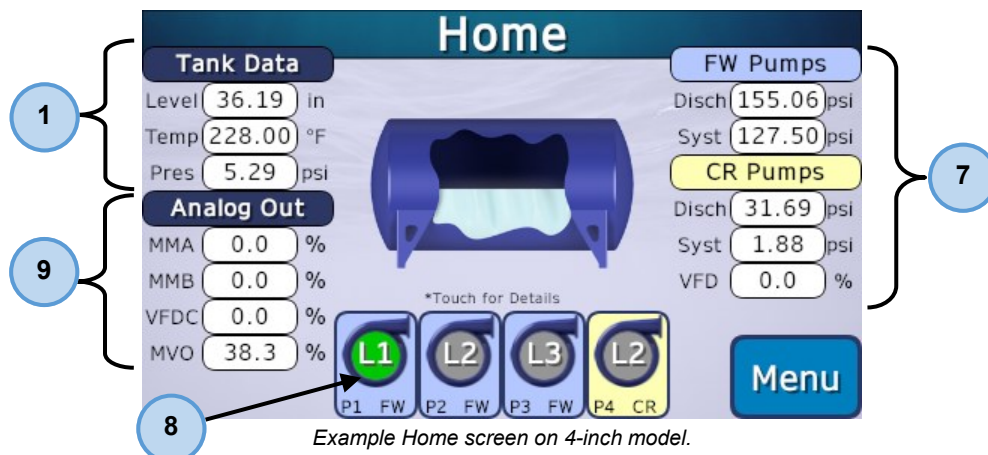 Home
1
Tank Data
Level 36.19 in
Temp 228.00 °F
Pres 5.29 psi
9
Analog Out
MMA 0.0 %
MMB 0.0 %
VFDC 0.0 %
MVO 38.3 %
FW Pumps
Disch 155.06 psi
Syst 127.50 psi
CR Pumps
Disch 31.69 psi
Syst 1.88 psi
VFD 0.0 %
7
*Touch for Details
L1 L2 L3 L2
P1 FW P2 FW P3 FW P4 CR
Menu
8
Example Home screen on 4-inch model.